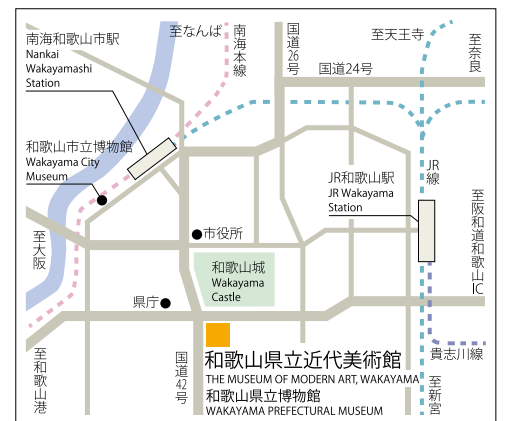 南海和歌山市駅
Nankai
Wakayamashi
Station
至なんば
南海本線
国道26号
至天王寺
至奈良
国道24号
和歌山市立博物館
Wakayama City
Museum
JR線
JR和歌山駅
JR Wakayama
Station
至阪和道和歌山IC
至大阪
市役所
和歌山城
Wakayama
Castle
県庁
至和歌山港
国道42号
貴志川線
至新宮
和歌山県立近代美術館
THE MUSEUM OF MODERN ART, WAKAYAMA
和歌山県立博物館
WAKAYAMA PREFECTURAL MUSEUM